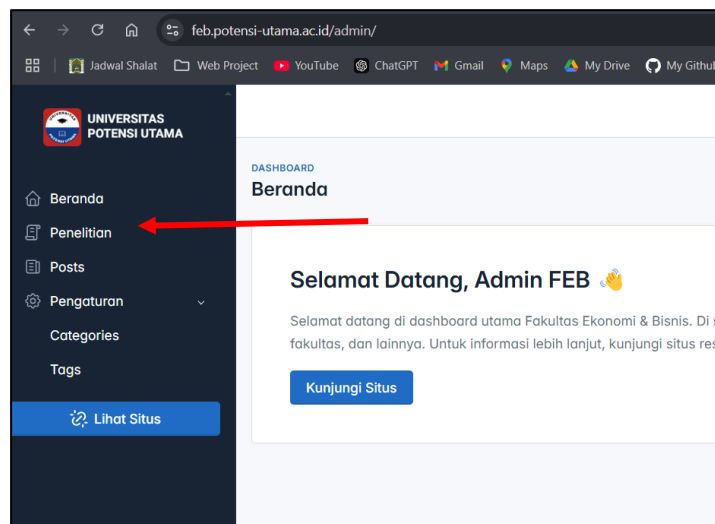 feb.potensi-utama.ac.id/admin/
Jadwal Shalat Web Project YouTube ChatGPT Gmail Maps My Drive My Github
UNIVERSITAS
POTENSI UTAMA
Beranda
Penelitian
Posts
Pengaturan
Categories
Tags
Lihat Situs
DASHBOARD
Beranda
Selamat Datang, Admin FEB 👋
Selamat datang di dashboard utama Fakultas Ekonomi & Bisnis. Di
fakultas, dan lainnya. Untuk informasi lebih lanjut, kunjungi situs
Kunjungi Situs